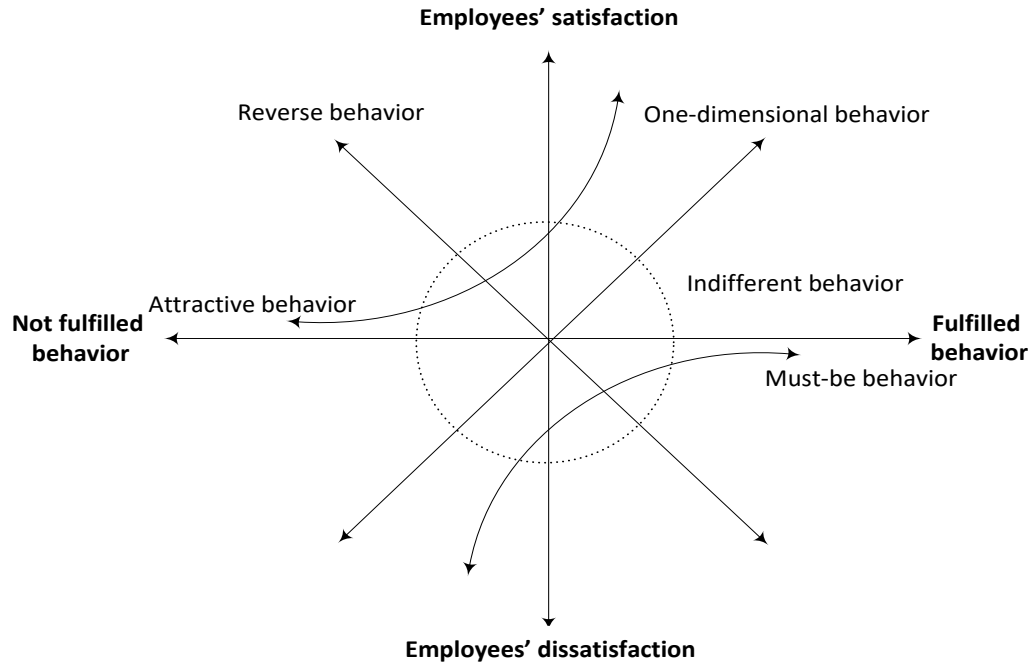 Employees’ satisfaction
Reverse behavior
One-dimensional behavior
Indifferent behavior
Attractive behavior
Not fulfilled
behavior
Fulfilled
behavior
Must-be behavior
Employees’ dissatisfaction